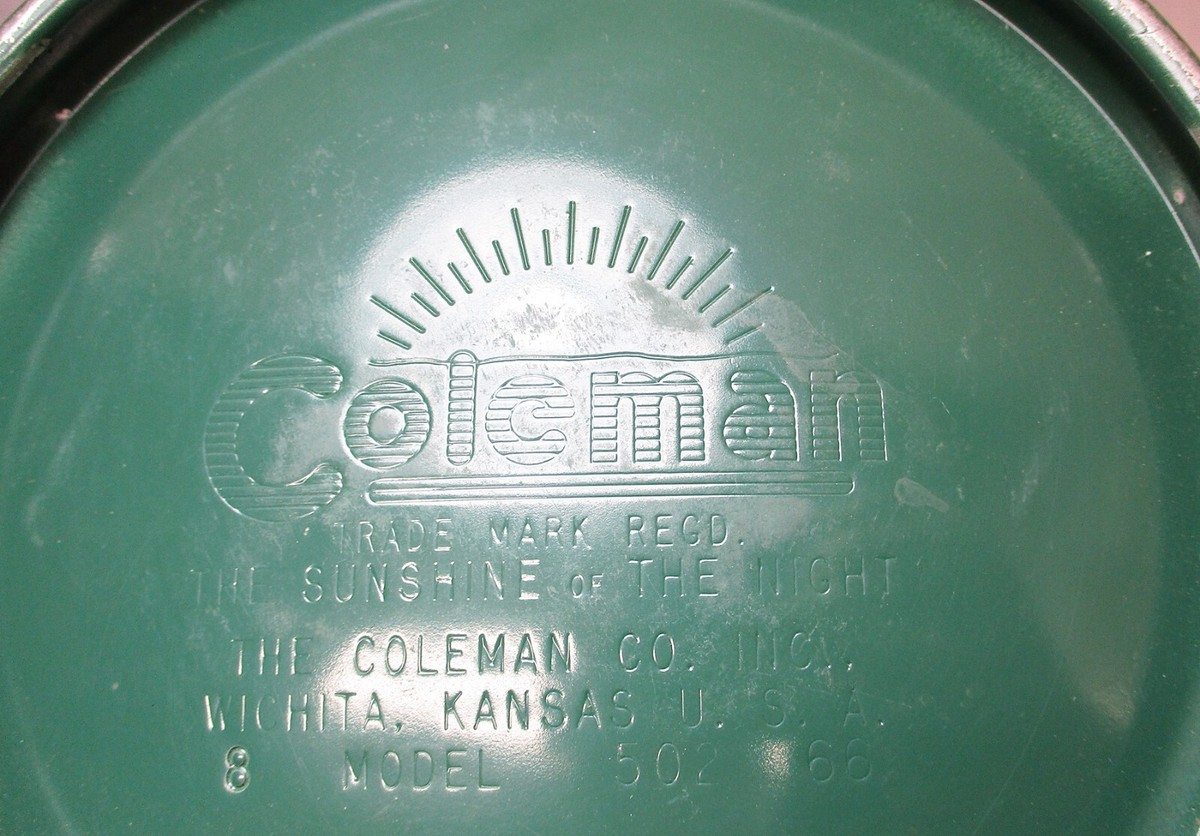 Coleman
TRADE MARK REGD.
THE SUNSHINE OF THE NIGHT
THE COLEMAN CO. INC.,
WICHITA, KANSAS U. S. A.
8 MODEL 502 66